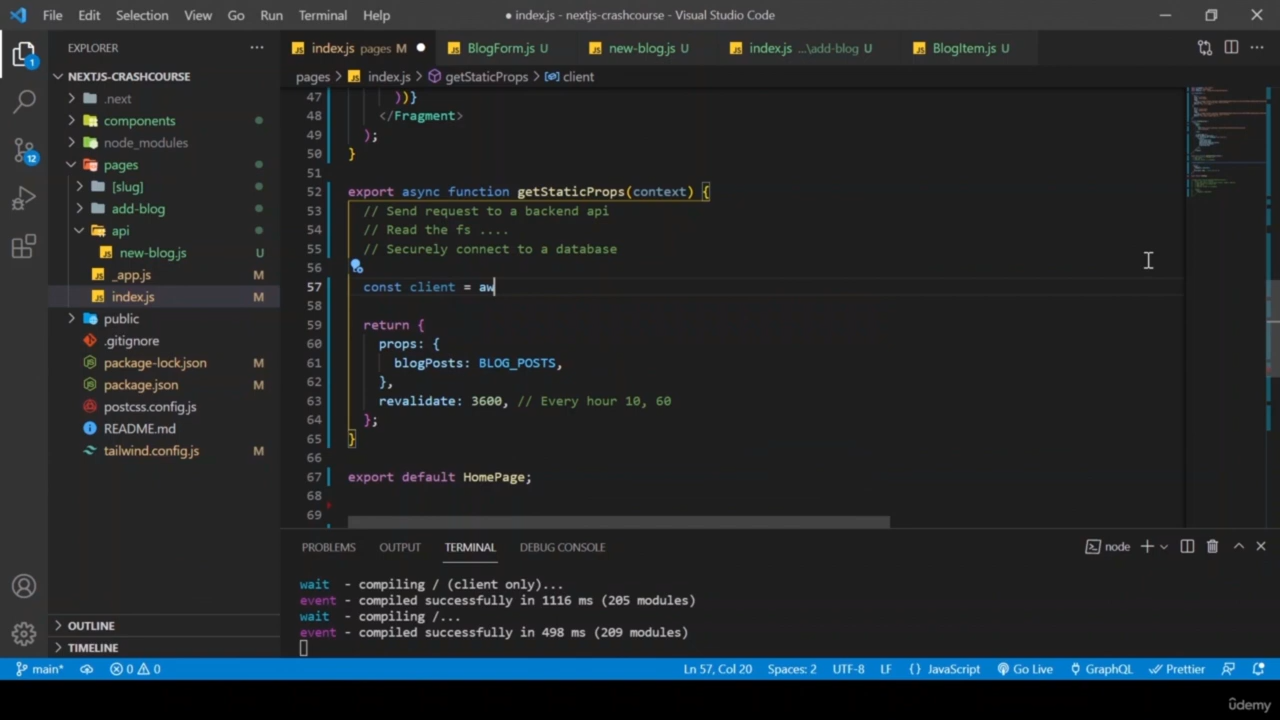 File Edit Selection View Go Run Terminal Help ● index.js - nextjs-crashcourse - Visual Studio Code
EXPLORER ···
index.js pages M ● BlogForm.js U new-blog.js U index.js ...\add-blog U BlogItem.js U
NEXTJS-CRASHCOURSE
pages > index.js > getStaticProps > client
.next
components
node_modules
pages
[slug]
add-blog
api
new-blog.js U
_app.js M
index.js M
public
.gitignore
package-lock.json M
package.json M
postcss.config.js
README.md
tailwind.config.js M
OUTLINE
TIMELINE
1
12
47 ))}
48 </Fragment>
49 );
50 }
51
52 export async function getStaticProps(context) {
53 // Send request to a backend api
54 // Read the fs ....
55 // Securely connect to a database
56
57 const client = aw
58
59 return {
60 props: {
61 blogPosts: BLOG_POSTS,
62 },
63 revalidate: 3600, // Every hour 10, 60
64 };
65 }
66
67 export default HomePage;
68
69
PROBLEMS OUTPUT TERMINAL DEBUG CONSOLE node
wait - compiling / (client only)...
event - compiled successfully in 1116 ms (205 modules)
wait - compiling /...
event - compiled successfully in 498 ms (209 modules)
main* 0 0 Ln 57, Col 20 Spaces: 2 UTF-8 LF {} JavaScript Go Live GraphQL Prettier
ûdemy